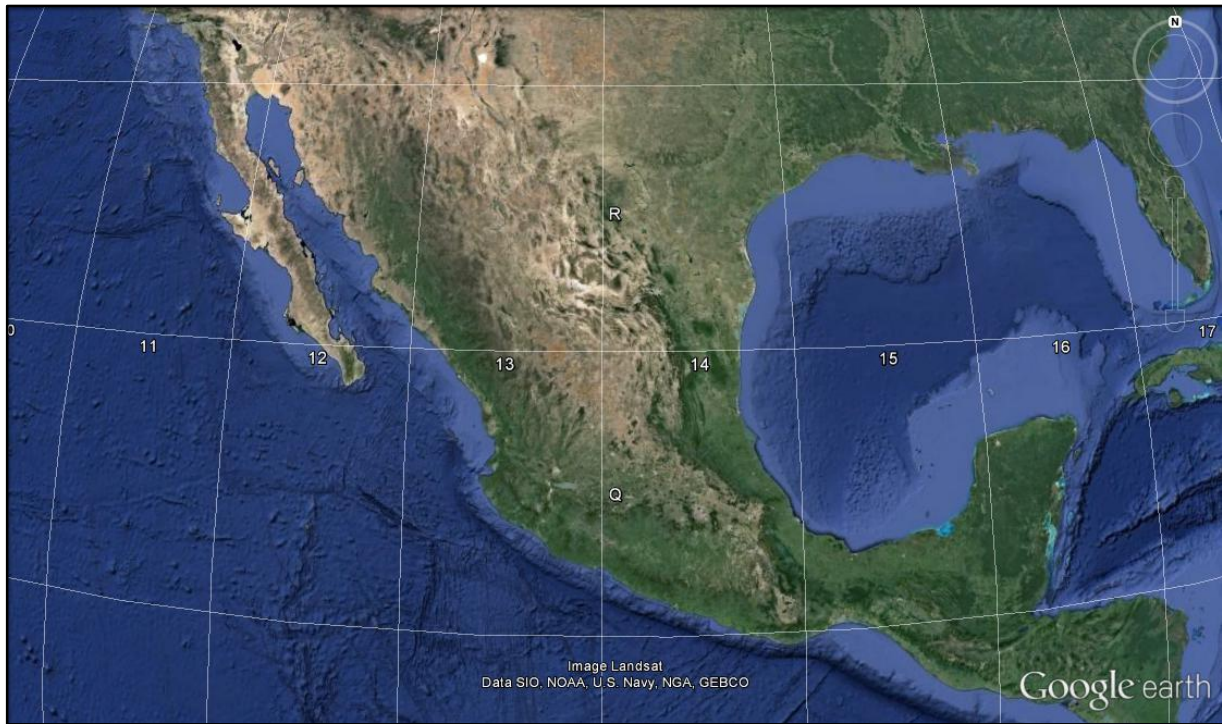 N
R
0
11
12
13
14
15
16
17
Q
Image Landsat
Data SIO, NOAA, U.S. Navy, NGA, GEBCO
Google earth